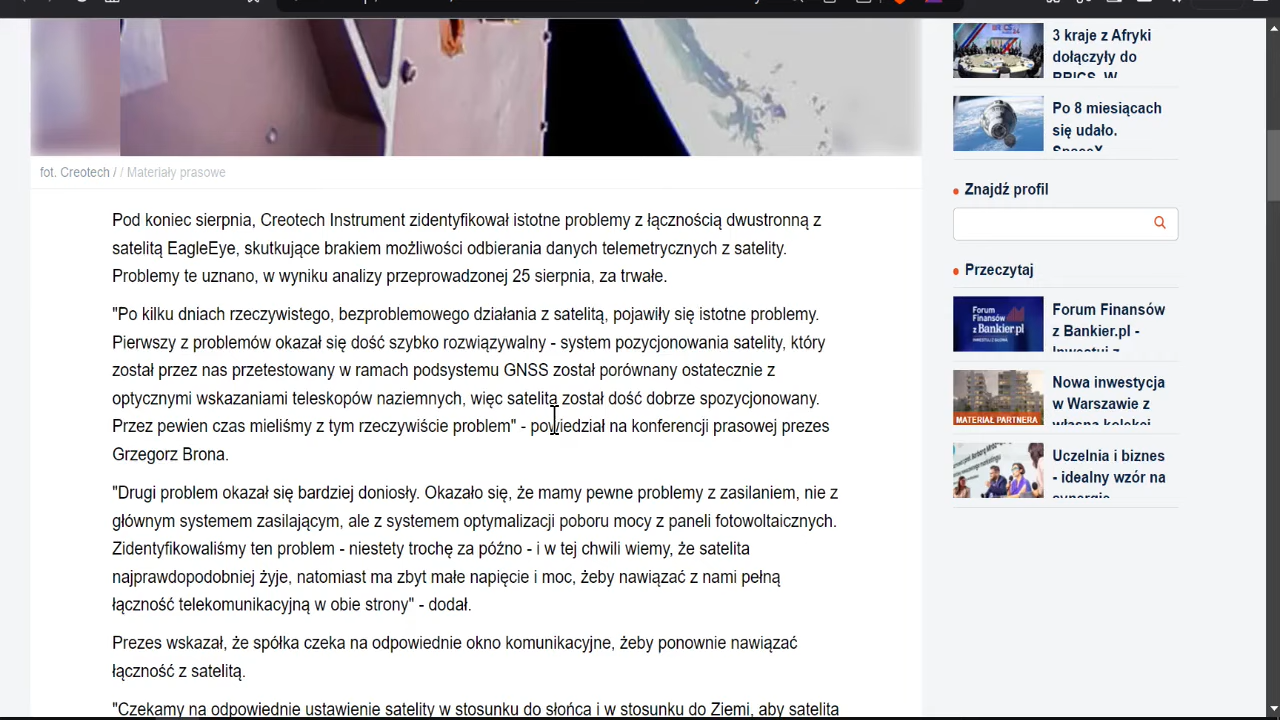 fot. Creotech / / Materiały prasowe
Pod koniec sierpnia, Creotech Instrument zidentyfikował istotne problemy z łącznością dwustronną z
satelitą EagleEye, skutkujące brakiem możliwości odbierania danych telemetrycznych z satelity.
Problemy te uznano, w wyniku analizy przeprowadzonej 25 sierpnia, za trwałe.
"Po kilku dniach rzeczywistego, bezproblemowego działania z satelitą, pojawiły się istotne problemy.
Pierwszy z problemów okazał się dość szybko rozwiązywalny - system pozycjonowania satelity, który
został przez nas przetestowany w ramach podsystemu GNSS został porównany ostatecznie z
optycznymi wskazaniami teleskopów naziemnych, więc satelita został dość dobrze spozycjonowany.
Przez pewien czas mieliśmy z tym rzeczywiście problem" - powiedział na konferencji prasowej prezes
Grzegorz Brona.
"Drugi problem okazał się bardziej doniosły. Okazało się, że mamy pewne problemy z zasilaniem, nie z
głównym systemem zasilającym, ale z systemem optymalizacji poboru mocy z paneli fotowoltaicznych.
Zidentyfikowaliśmy ten problem - niestety trochę za późno - i w tej chwili wiemy, że satelita
najprawdopodobniej żyje, natomiast ma zbyt małe napięcie i moc, żeby nawiązać z nami pełną
łączność telekomunikacyjną w obie strony" - dodał.
Prezes wskazał, że spółka czeka na odpowiednie okno komunikacyjne, żeby ponownie nawiązać
łączność z satelitą.
"Czekamy na odpowiednie ustawienie satelity w stosunku do słońca i w stosunku do Ziemi, aby satelita
3 kraje z Afryki
dołączyły do
BRICS. W
Po 8 miesiącach
się udało.
SpaceX
Znajdź profil
Przeczytaj
Forum
Finansów
z Bankier.pl
Forum Finansów
z Bankier.pl -
Inwestuj z
MATERIAŁ PARTNERA
Nowa inwestycja
w Warszawie z
własną kolejką
Uczelnia i biznes
- idealny wzór na
synergię